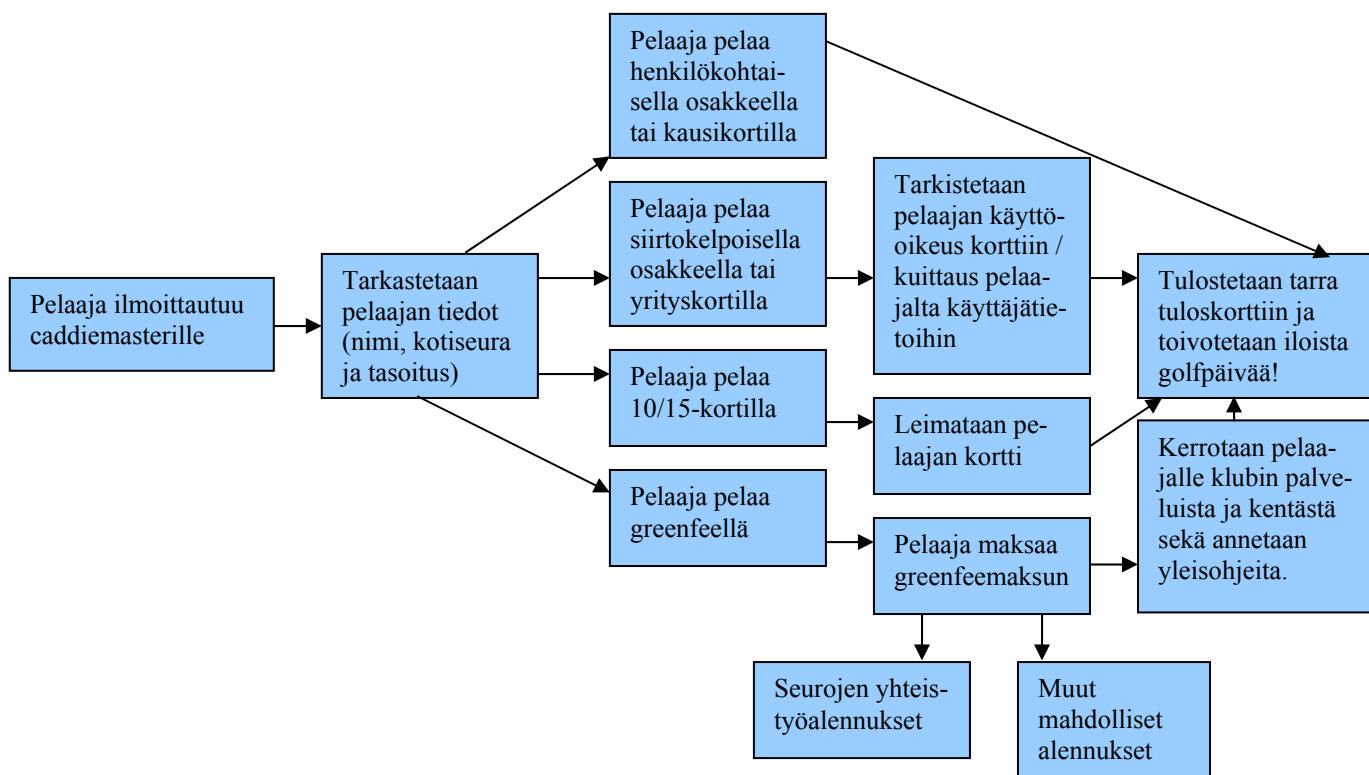 Pelaaja ilmoittautuu
caddiemasterille
Tarkastetaan
pelaajan tiedot
(nimi, kotiseura
ja tasoitus)
Pelaaja pelaa
henkilökohtai-
sella osakkeella
tai kausikortilla
Pelaaja pelaa
siirtokelpoisella
osakkeella tai
yrityskortilla
Tarkistetaan
pelaajan käyttö-
oikeus korttiin /
kuittaus pelaa-
jalta käyttäjätie-
toihin
Pelaaja pelaa
10/15-kortilla
Leimataan pe-
laajan kortti
Pelaaja pelaa
greenfeellä
Pelaaja maksaa
greenfeemaksun
Seurojen yhteis-
työalennukset
Muut
mahdolliset
alennukset
Kerrotaan pelaa-
jalle klubin palve-
luista ja kentästä
sekä annetaan
yleisohjeita.
Tulostetaan tarra
tuloskorttiin ja
toivotetaan iloista
golfpäivää!